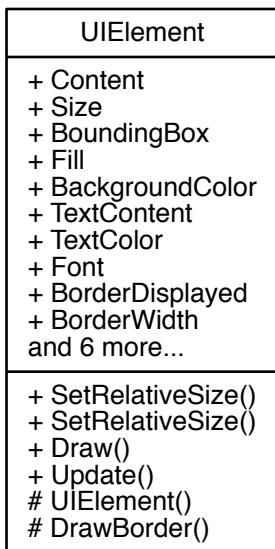 UIElement
+ Content
+ Size
+ BoundingBox
+ Fill
+ BackgroundColor
+ TextContent
+ TextColor
+ Font
+ BorderDisplayed
+ BorderWidth
and 6 more...
+ SetRelativeSize()
+ SetRelativeSize()
+ Draw()
+ Update()
# UIElement()
# DrawBorder()